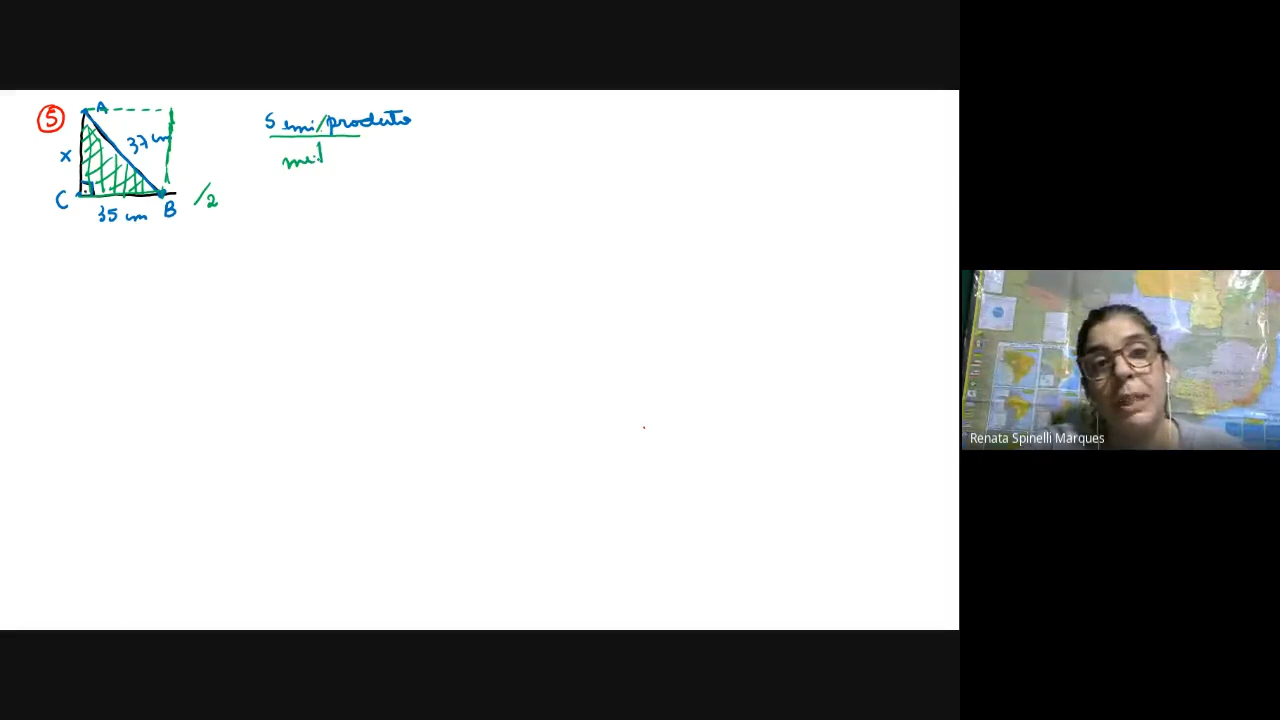 5
A
37 cm
x
C
35 cm
B
/2
Semi/produto
Renata Spinelli Marques